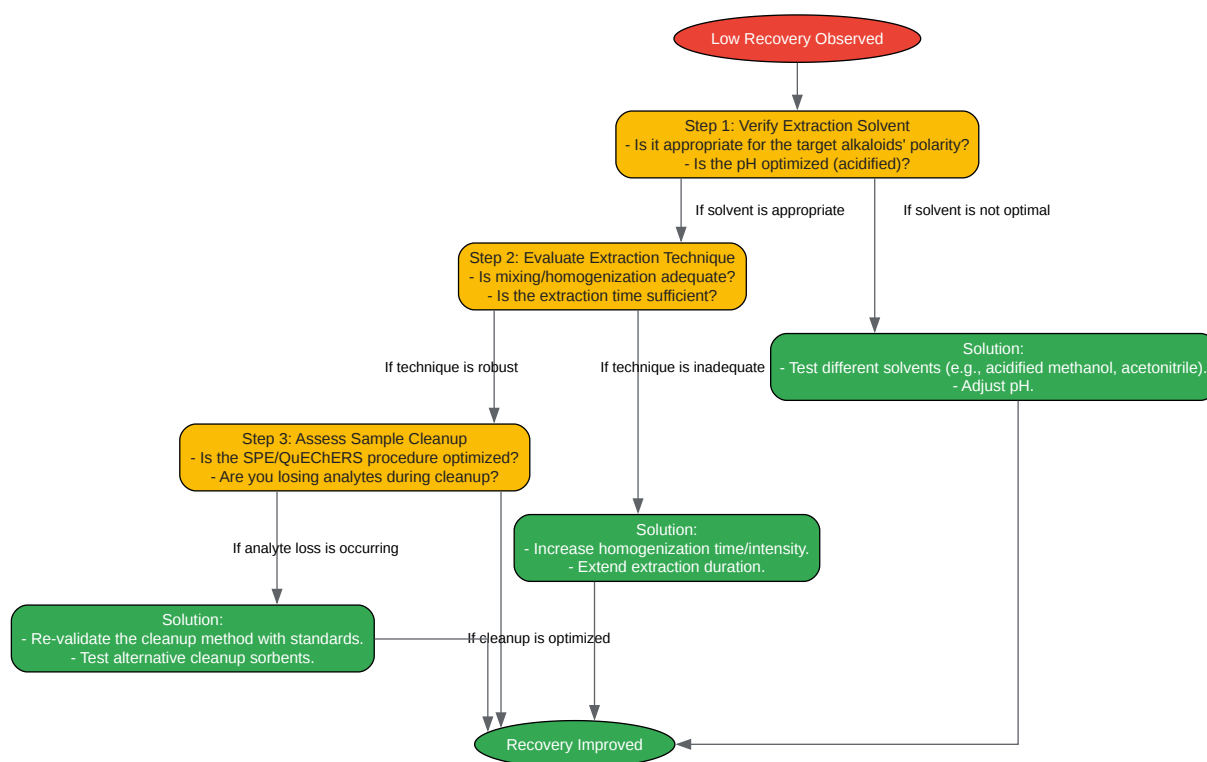 Low Recovery Observed
Step 1: Verify Extraction Solvent
- Is it appropriate for the target alkaloids' polarity?
- Is the pH optimized (acidified)?
If solvent is appropriate
If solvent is not optimal
Step 2: Evaluate Extraction Technique
- Is mixing/homogenization adequate?
- Is the extraction time sufficient?
Solution:
- Test different solvents (e.g., acidified methanol, acetonitrile).
- Adjust pH.
If technique is robust
If technique is inadequate
Step 3: Assess Sample Cleanup
- Is the SPE/QuEChERS procedure optimized?
- Are you losing analytes during cleanup?
Solution:
- Increase homogenization time/intensity.
- Extend extraction duration.
If analyte loss is occurring
Solution:
- Re-validate the cleanup method with standards.
- Test alternative cleanup sorbents.
If cleanup is optimized
Recovery Improved